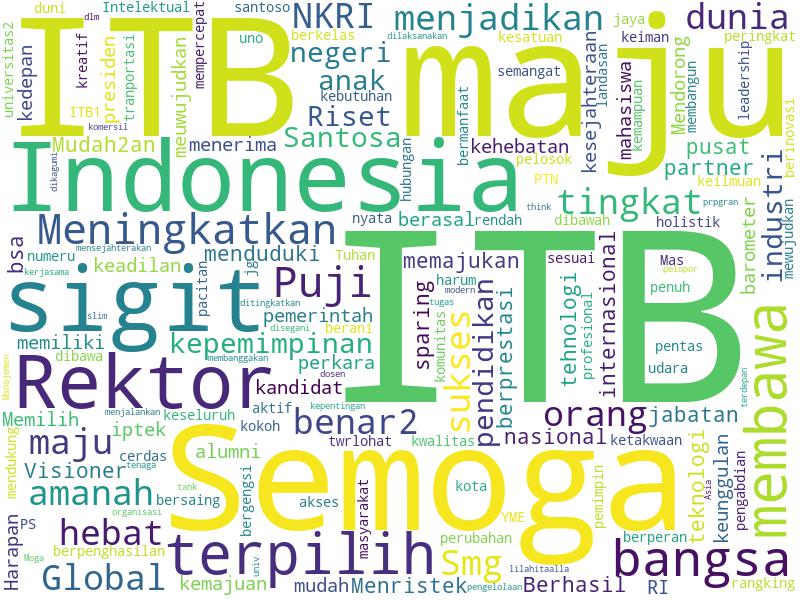 duni
Intelektual
santoso
NKRI
menjadikan
jaya
dunia
dlm
uno
berkelas
dilaksanakan
kesatuan
keiman
peringkat
universitas2
kedepan
ITB maju
kreatif
presiden
tranportasi
mempercepat
negeri
anak
semangat
landasan
kesejahteraan
mahasiswa
kemampuan
Mendorong
membangun
leadership
berinovasi
ITB1
komersil
meuwujudkan
kebutuhan
Riset
bermanfaat
Mudah2an
menerima
Santosa
hubungan
kehebatan
pelosok
pusat
partner
PTN
keilmuan
dikagumi
Indonesia
think
tingkat
prpgran
industri
mewujudkan
Meningkatkan
nyata
berasal
rendah
dibawah
holistik
barometer
bsa
mensejahterakan
numeru
kerjasama
keadilan
menduduki
Tuhan
memajukan
sesuai
Mas
pelopor
penuh
pacitan
Puji
harum
modern
tugas
ITB
sigit
ditingkatkan
disegani
pemerintah
berani
sparing
komunitas
sukses
pendidikan
berprestasi
tehnologi
profesional
internasional
slim
memiliki
dibawa
kepemimpinan
perkara
membanggakan
dosen
pentas
udara
terdepan
membawa
Manajemen
Rektor
kandidat
kepentingan
Memilih
menjalankan
keseluruh
aktif
kokoh
benar2
twrlohat
kwalitas
orang
jabatan
nasional
ketakwaan
iptek
maju
mendukung
Visioner
cerdas
tenaga
alumni
Semoga
amanah
bersaing
bergengsi
tank
organisasi
akses
masyarakat
kota
YME
pemimpin
teknologi
Asia
keunggulan
pengabdian
Harapan
PS
hebat
Moga
berpenghasilan
terpilih
univ
perubahan
Smg
lilahitaalla
berperan
bangsa
Global
kemajuan
mudah
Menristek
pengelolaan
Berhasil
RI
rangking